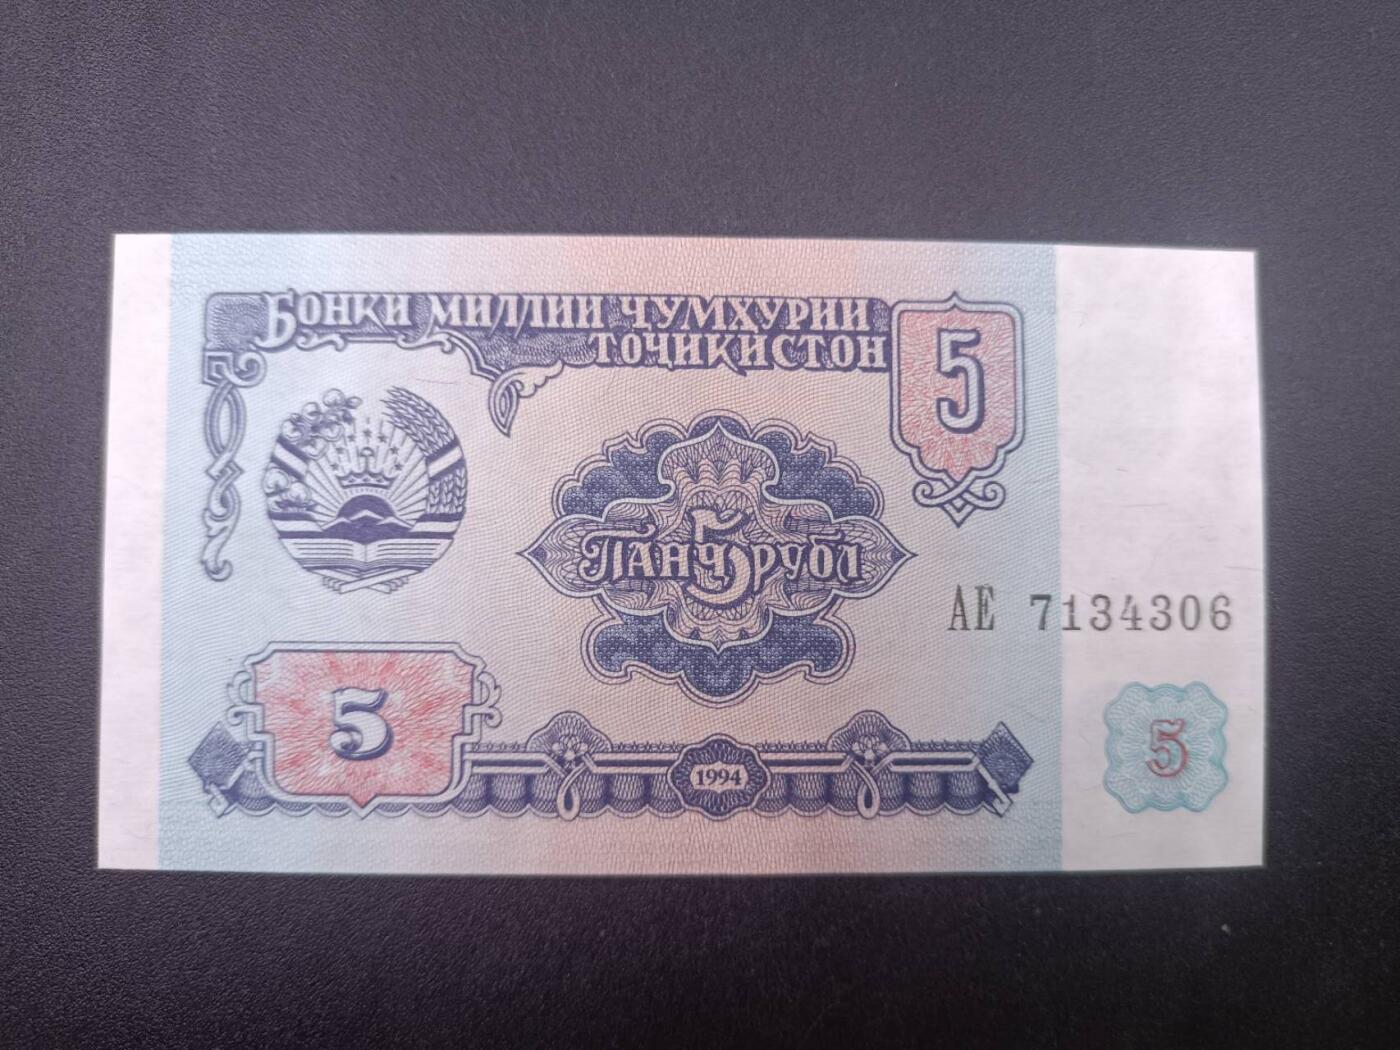 БОНКИ МИЛЛИИ ҶУМҲУРИИ
ТОҶИКИСТОН
5
5
ПАНҶ РУБЛ
АЕ 7134306
5
1994
5